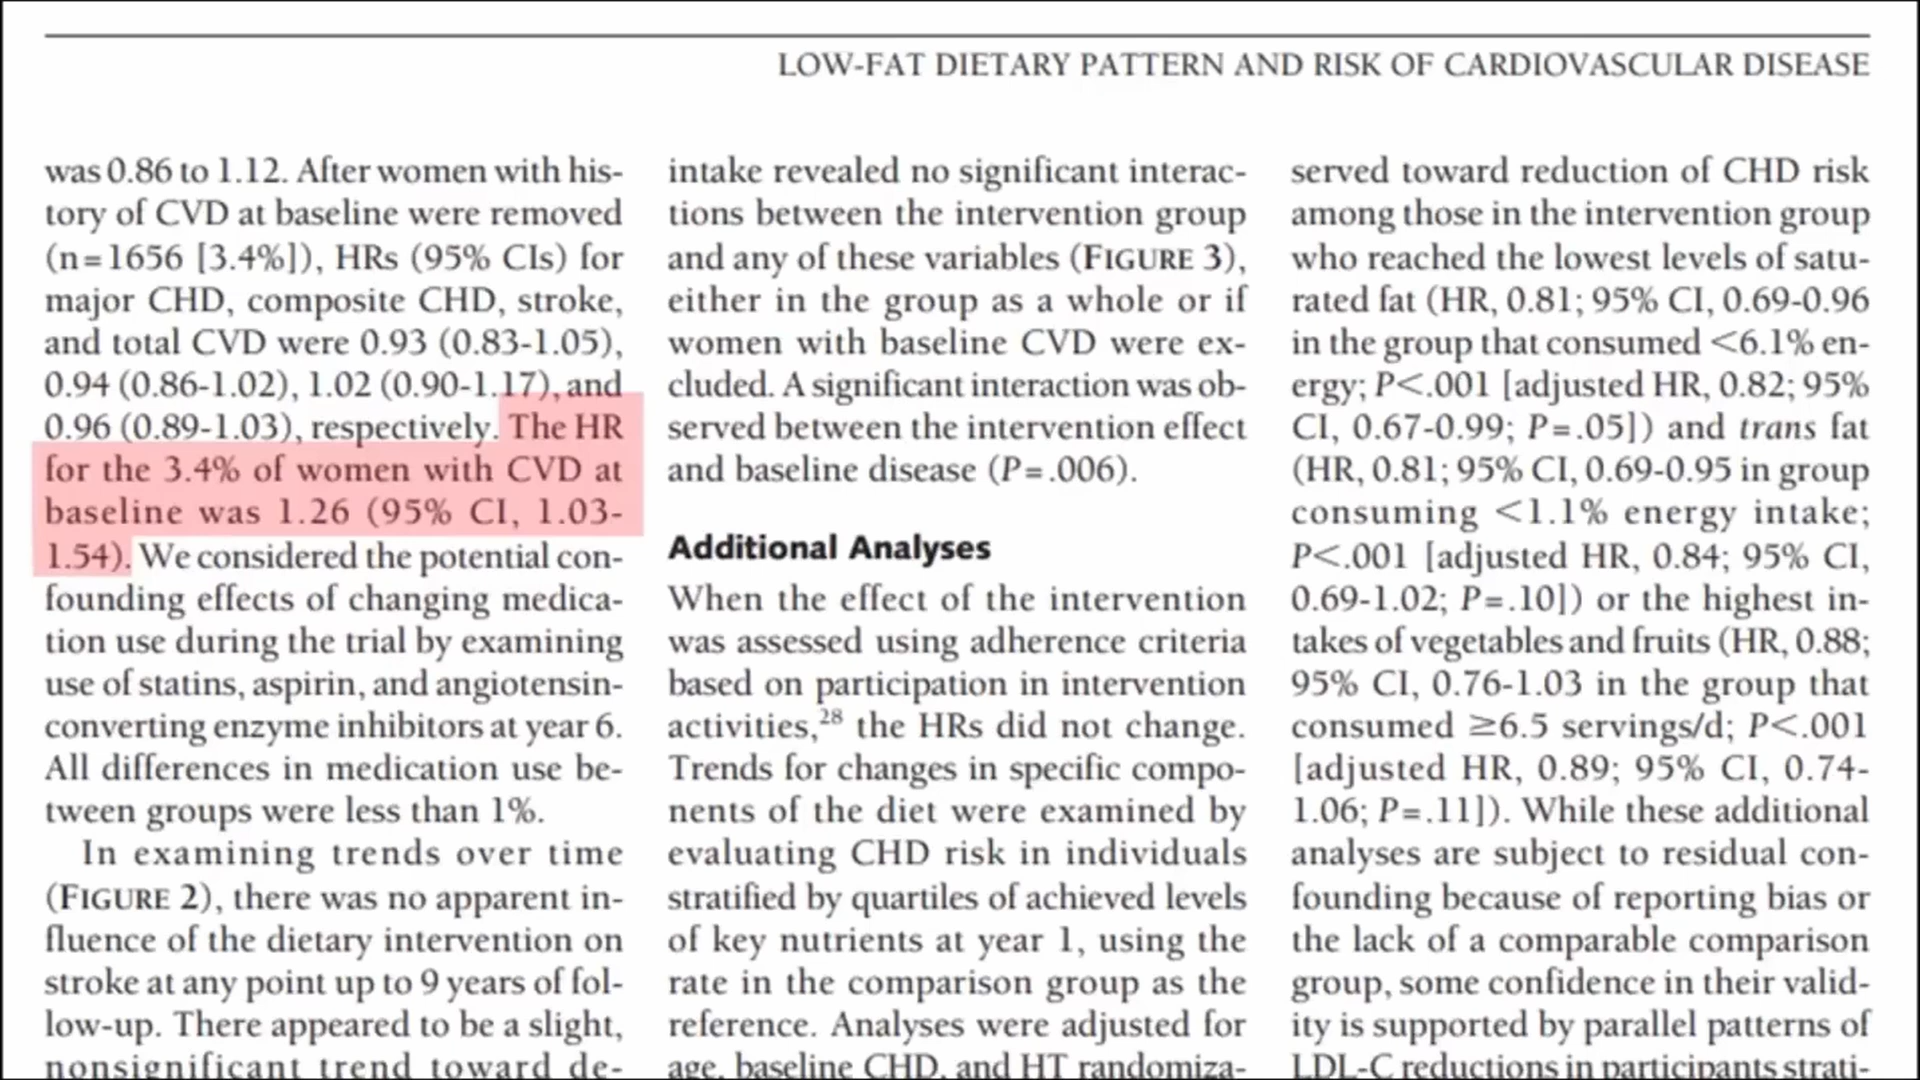 LOW-FAT DIETARY PATTERN AND RISK OF CARDIOVASCULAR DISEASE
was 0.86 to 1.12. After women with his-
tory of CVD at baseline were removed
(n=1656 [3.4%]), HRs (95% CIs) for
major CHD, composite CHD, stroke,
and total CVD were 0.93 (0.83-1.05),
0.94 (0.86-1.02), 1.02 (0.90-1.17), and
0.96 (0.89-1.03), respectively. The HR
for the 3.4% of women with CVD at
baseline was 1.26 (95% CI, 1.03-
1.54). We considered the potential con-
founding effects of changing medica-
tion use during the trial by examining
use of statins, aspirin, and angiotensin-
converting enzyme inhibitors at year 6.
All differences in medication use be-
tween groups were less than 1%.
In examining trends over time
(FIGURE 2), there was no apparent in-
fluence of the dietary intervention on
stroke at any point up to 9 years of fol-
low-up. There appeared to be a slight,
nonsignificant trend toward de-
intake revealed no significant interac-
tions between the intervention group
and any of these variables (FIGURE 3),
either in the group as a whole or if
women with baseline CVD were ex-
cluded. A significant interaction was ob-
served between the intervention effect
and baseline disease (P=.006).
Additional Analyses
When the effect of the intervention
was assessed using adherence criteria
based on participation in intervention
activities,28 the HRs did not change.
Trends for changes in specific compo-
nents of the diet were examined by
evaluating CHD risk in individuals
stratified by quartiles of achieved levels
of key nutrients at year 1, using the
rate in the comparison group as the
reference. Analyses were adjusted for
age, baseline CHD, and HT randomiza-
served toward reduction of CHD risk
among those in the intervention group
who reached the lowest levels of satu-
rated fat (HR, 0.81; 95% CI, 0.69-0.96
in the group that consumed <6.1% en-
ergy; P<.001 [adjusted HR, 0.82; 95%
CI, 0.67-0.99; P=.05]) and trans fat
(HR, 0.81; 95% CI, 0.69-0.95 in group
consuming <1.1% energy intake;
P<.001 [adjusted HR, 0.84; 95% CI,
0.69-1.02; P=.10]) or the highest in-
takes of vegetables and fruits (HR, 0.88;
95% CI, 0.76-1.03 in the group that
consumed ≥6.5 servings/d; P<.001
[adjusted HR, 0.89; 95% CI, 0.74-
1.06; P=.11]). While these additional
analyses are subject to residual con-
founding because of reporting bias or
the lack of a comparable comparison
group, some confidence in their valid-
ity is supported by parallel patterns of
LDL-C reductions in participants strati-